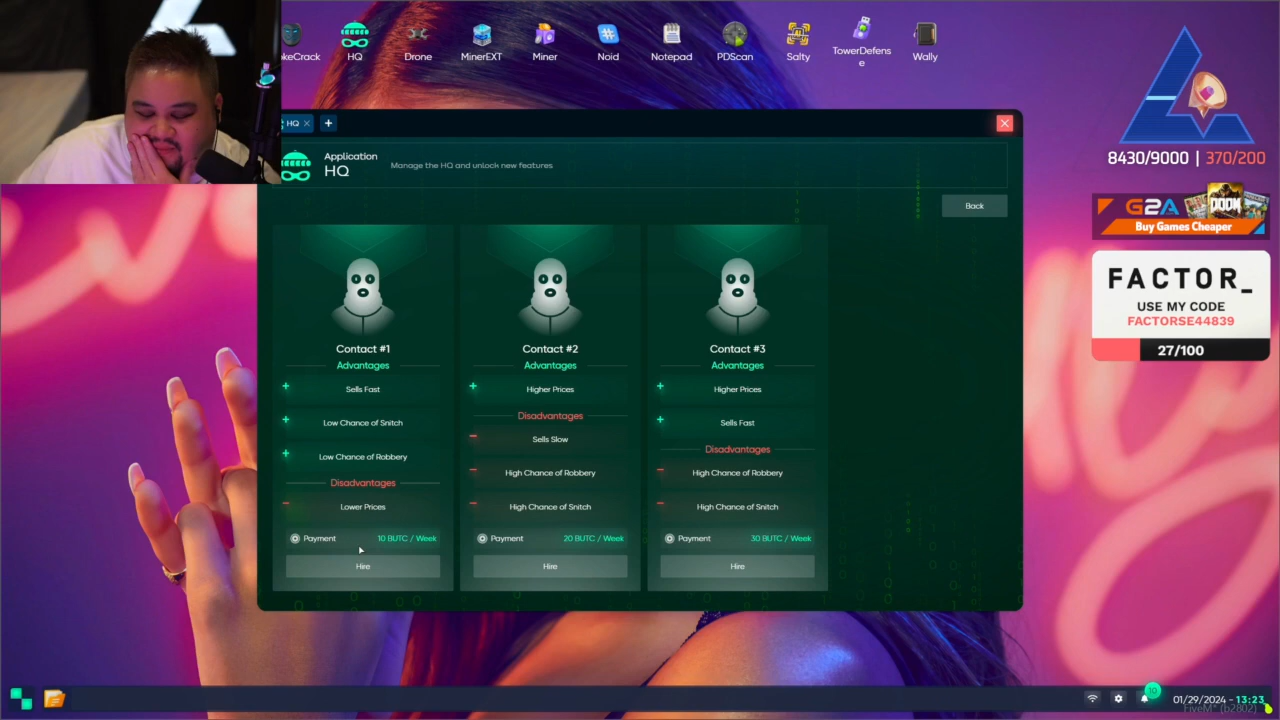 HQ
Drone
MinerEXT
Miner
Noid
Notepad
PDScan
Salty
TowerDefens
e
Wally
HQ
Application
HQ
Manage the HQ and unlock new features
Back
Contact #1
Advantages
Sells Fast
Low Chance of Snitch
Low Chance of Robbery
Disadvantages
Lower Prices
Payment 10 BUTC / Week
Hire
Contact #2
Advantages
Higher Prices
Disadvantages
Sells Slow
High Chance of Robbery
High Chance of Snitch
Payment 20 BUTC / Week
Hire
Contact #3
Advantages
Higher Prices
Sells Fast
Disadvantages
High Chance of Robbery
High Chance of Snitch
Payment 30 BUTC / Week
Hire
8430/9000 | 370/200
G2A
DOOM
Buy Games Cheaper
FACTOR_
USE MY CODE
FACTORSE44839
27/100
10
01/29/2024 - 13:23
FiveM® (b2802)